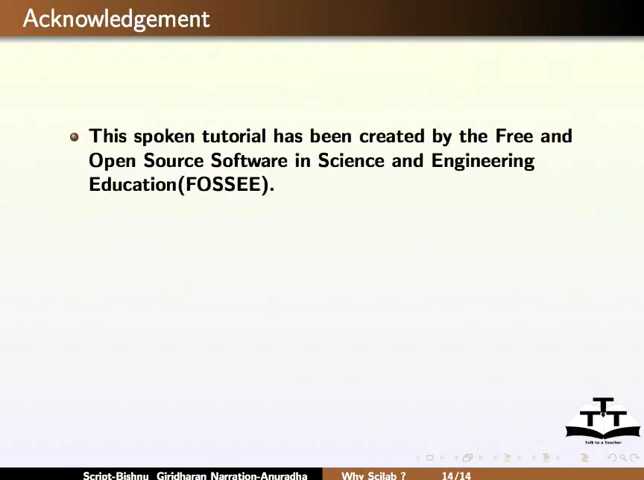 Acknowledgement
This spoken tutorial has been created by the Free and
Open Source Software in Science and Engineering
Education(FOSSEE).
TTT
Talk to a Teacher
Script-Bishnu Giridharan Narration-Anuradha Why Scilab ? 14/14